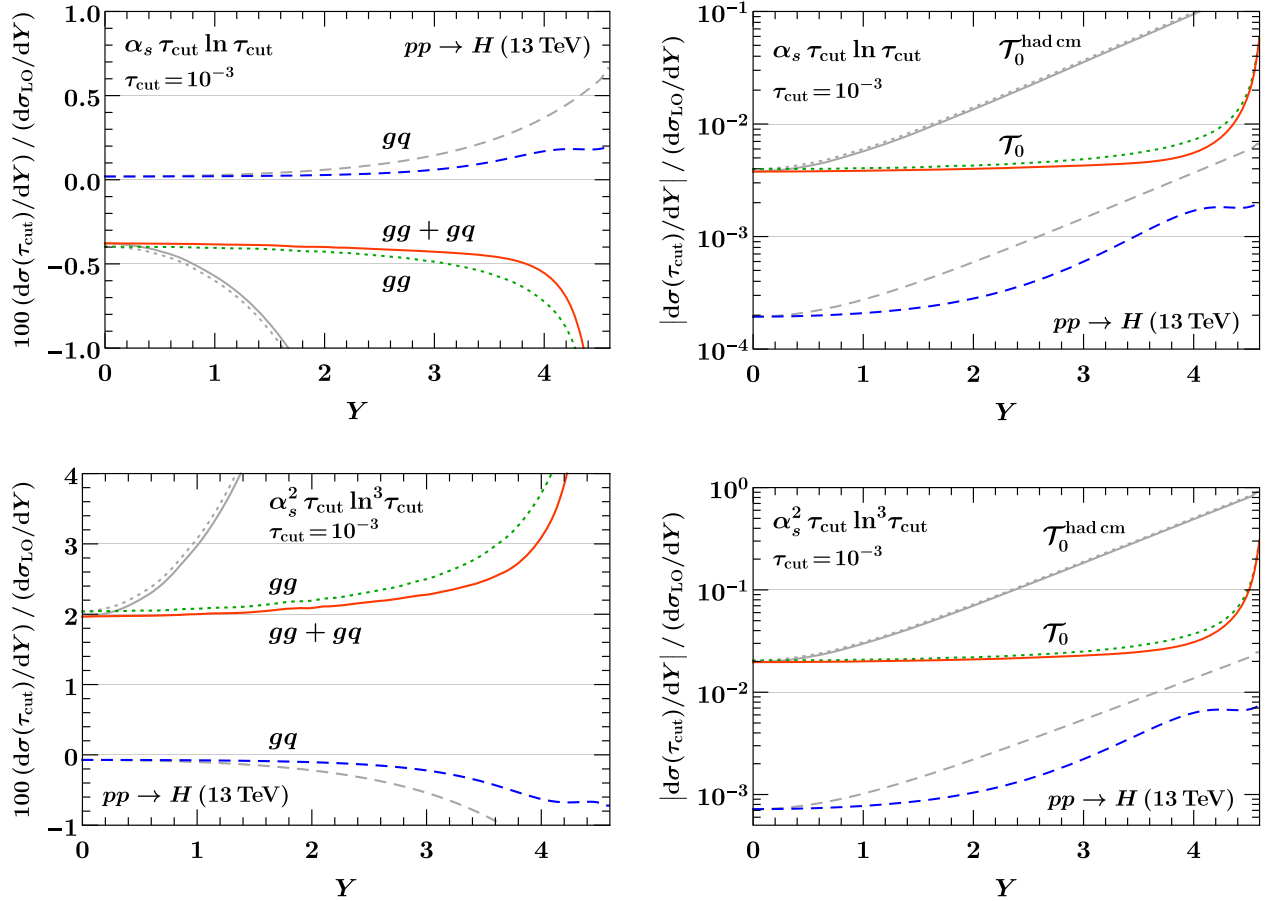 1.0
0.5
0.0
−0.5
−1.0
100 (dσ(τcut)/dY) / (dσLO/dY)
αs τcut ln τcut
τcut = 10⁻³
pp → H (13 TeV)
gq
gg + gq
gg
0 1 2 3 4
Y
10⁻¹
10⁻²
10⁻³
10⁻⁴
|dσ(τcut)/dY| / (dσLO/dY)
αs τcut ln τcut
τcut = 10⁻³
𝒯₀ had cm
𝒯₀
pp → H (13 TeV)
0 1 2 3 4
Y
4
3
2
1
0
−1
100 (dσ(τcut)/dY) / (dσLO/dY)
αs² τcut ln³τcut
τcut = 10⁻³
gg
gg + gq
gq
pp → H (13 TeV)
0 1 2 3 4
Y
10⁰
10⁻¹
10⁻²
10⁻³
|dσ(τcut)/dY| / (dσLO/dY)
αs² τcut ln³τcut
τcut = 10⁻³
𝒯₀ had cm
𝒯₀
pp → H (13 TeV)
0 1 2 3 4
Y